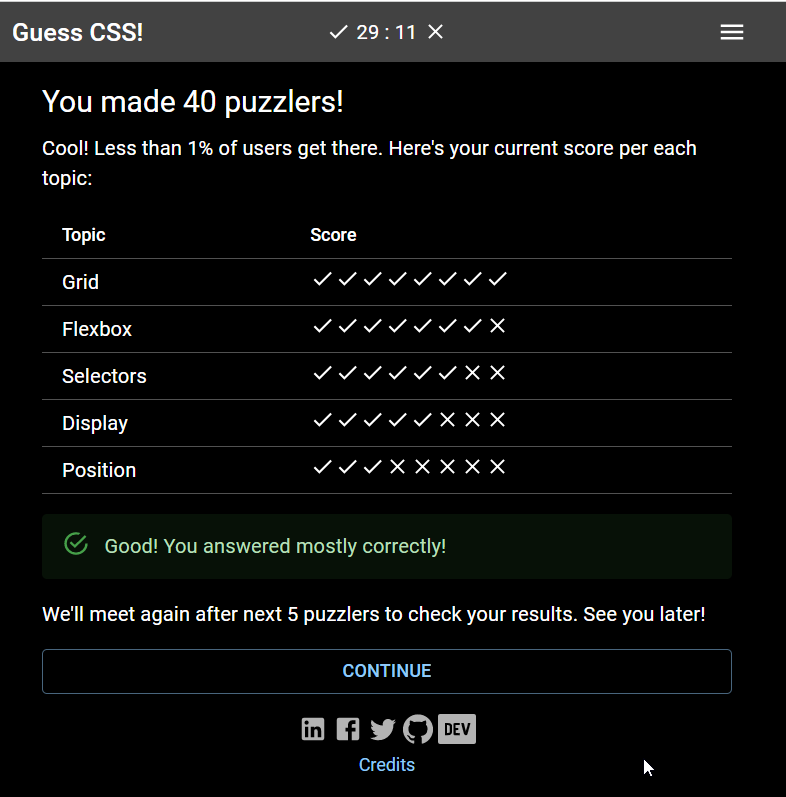 Guess CSS!
29 : 11
You made 40 puzzlers!
Cool! Less than 1% of users get there. Here's your current score per each
topic:
Topic Score
Grid
Flexbox
Selectors
Display
Position
Good! You answered mostly correctly!
We'll meet again after next 5 puzzlers to check your results. See you later!
CONTINUE
in f DEV
Credits